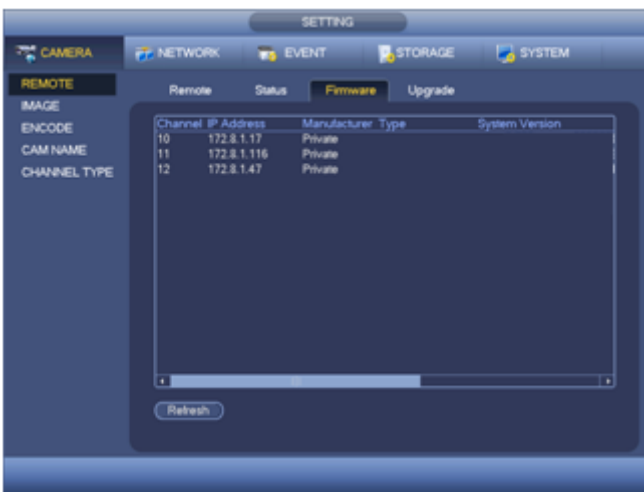 SETTING
CAMERA NETWORK EVENT STORAGE SYSTEM
REMOTE
IMAGE
ENCODE
CAM NAME
CHANNEL TYPE
Remote Status Firmware Upgrade
Channel IP Address Manufacturer Type System Version
10 172.8.1.17 Private
11 172.8.1.116 Private
12 172.8.1.47 Private
Refresh